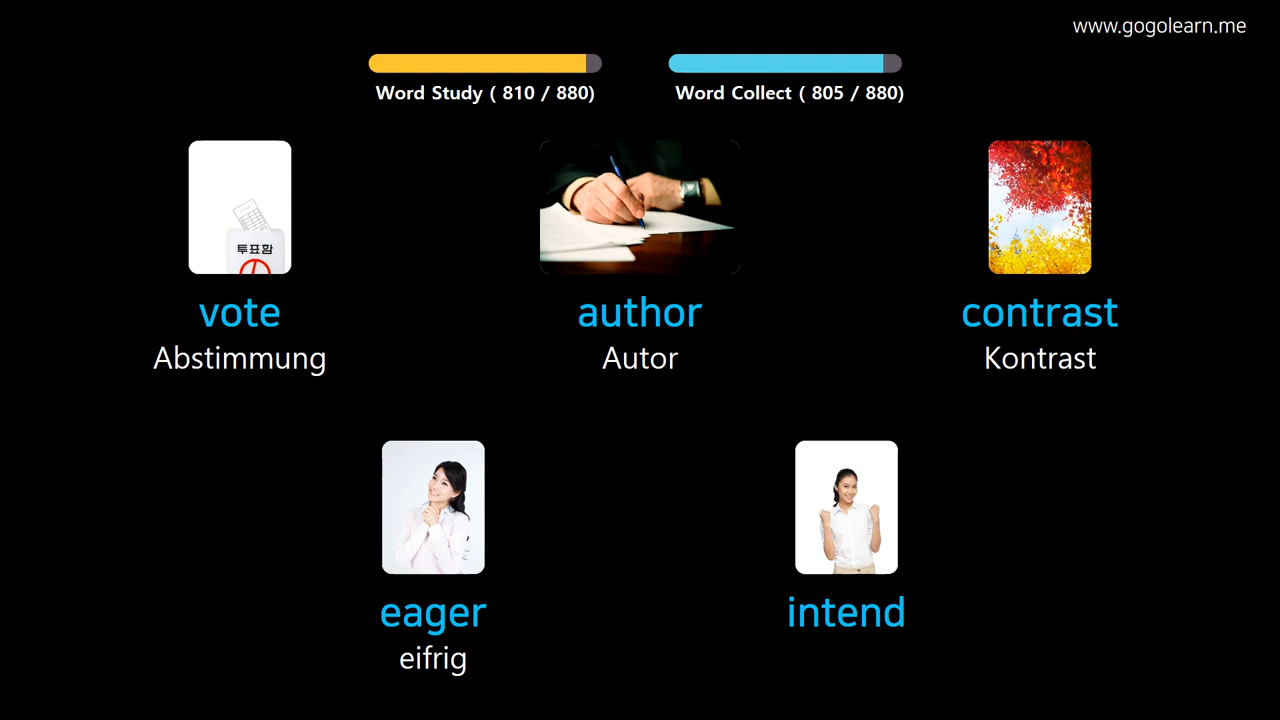 www.gogolearn.me
Word Study ( 810 / 880)
Word Collect ( 805 / 880)
투표함
vote
Abstimmung
author
Autor
contrast
Kontrast
eager
eifrig
intend